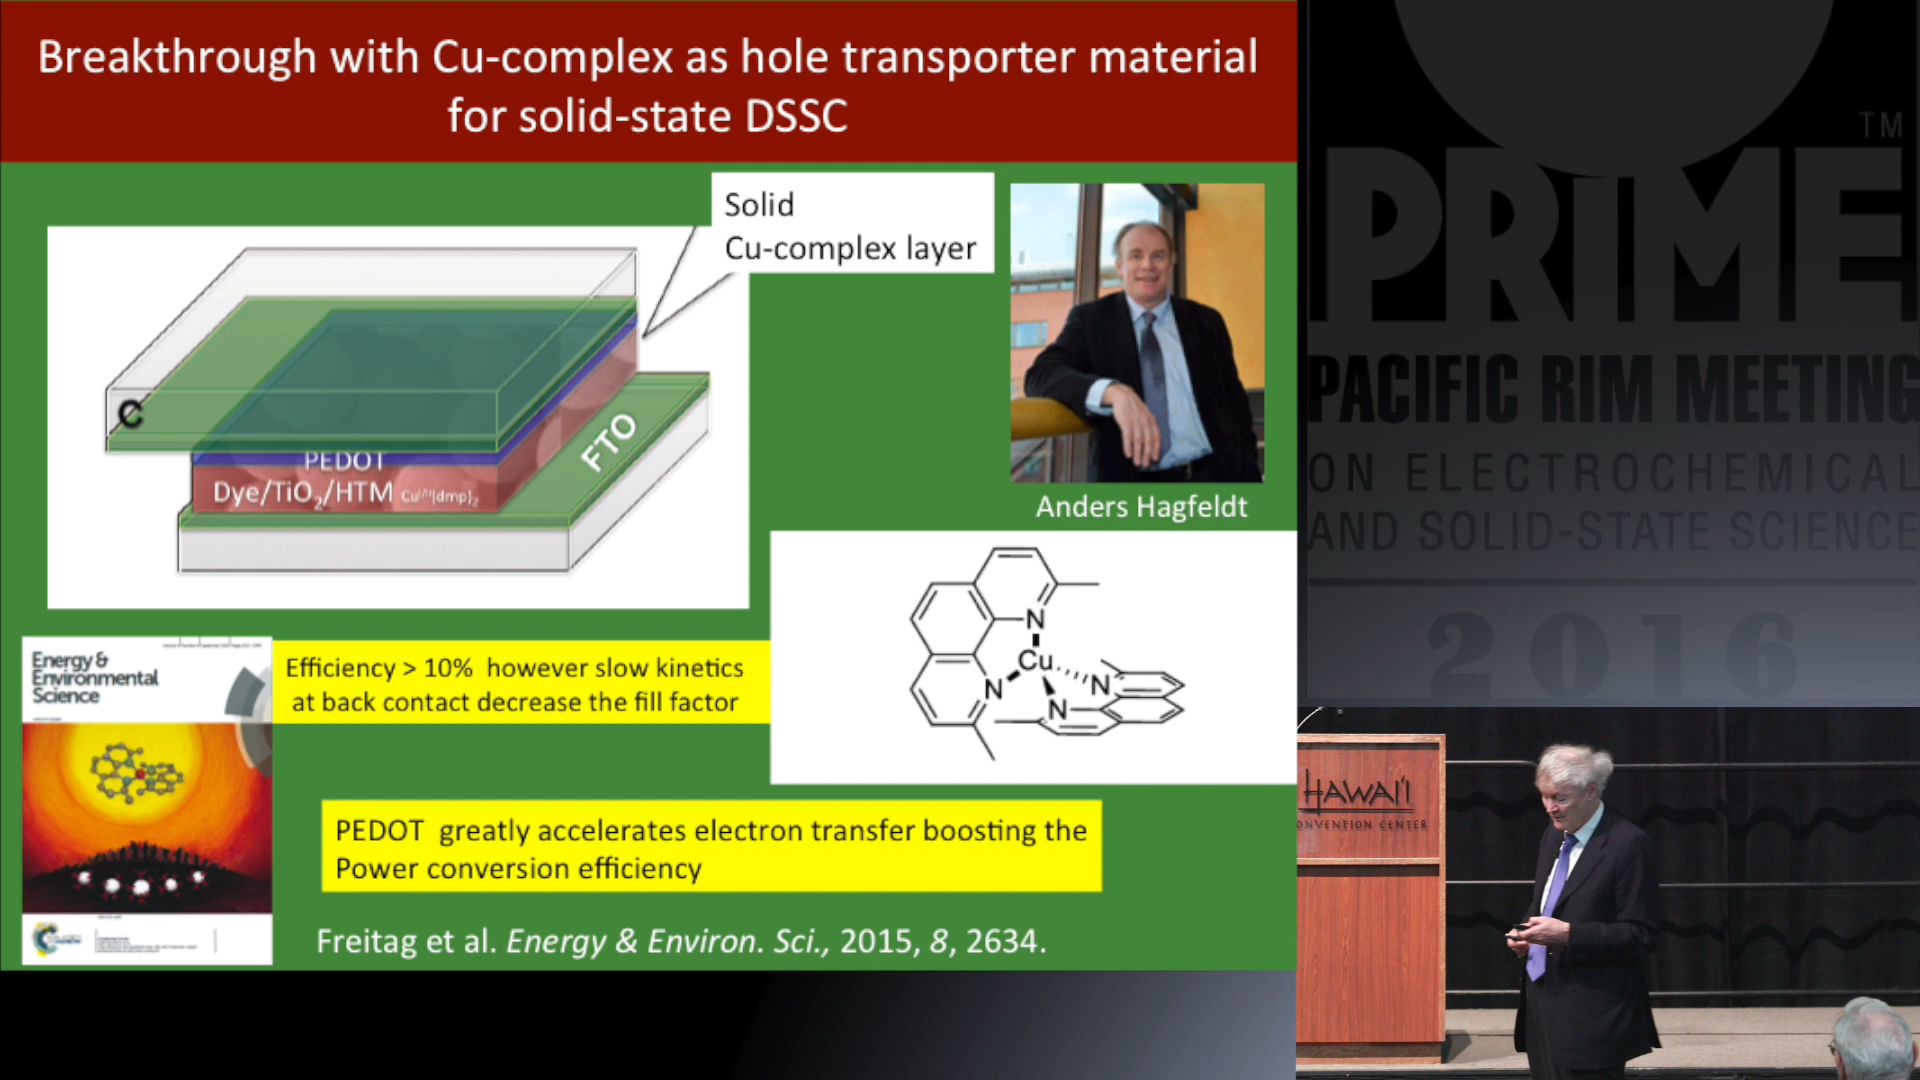 Breakthrough with Cu-complex as hole transporter material
for solid-state DSSC
Solid
Cu-complex layer
C
FTO
PEDOT
Dye/TiO2/HTM
Anders Hagfeldt
N
Cu
N
N
N
Energy &
Environmental
Science
Efficiency > 10% however slow kinetics
at back contact decrease the fill factor
PEDOT greatly accelerates electron transfer boosting the
Power conversion efficiency
Freitag et al. Energy & Environ. Sci., 2015, 8, 2634.
TM
PRiME
PACIFIC RIM MEETING
ON ELECTROCHEMICAL
AND SOLID-STATE SCIENCE
2016
HAWAI'I
CONVENTION CENTER